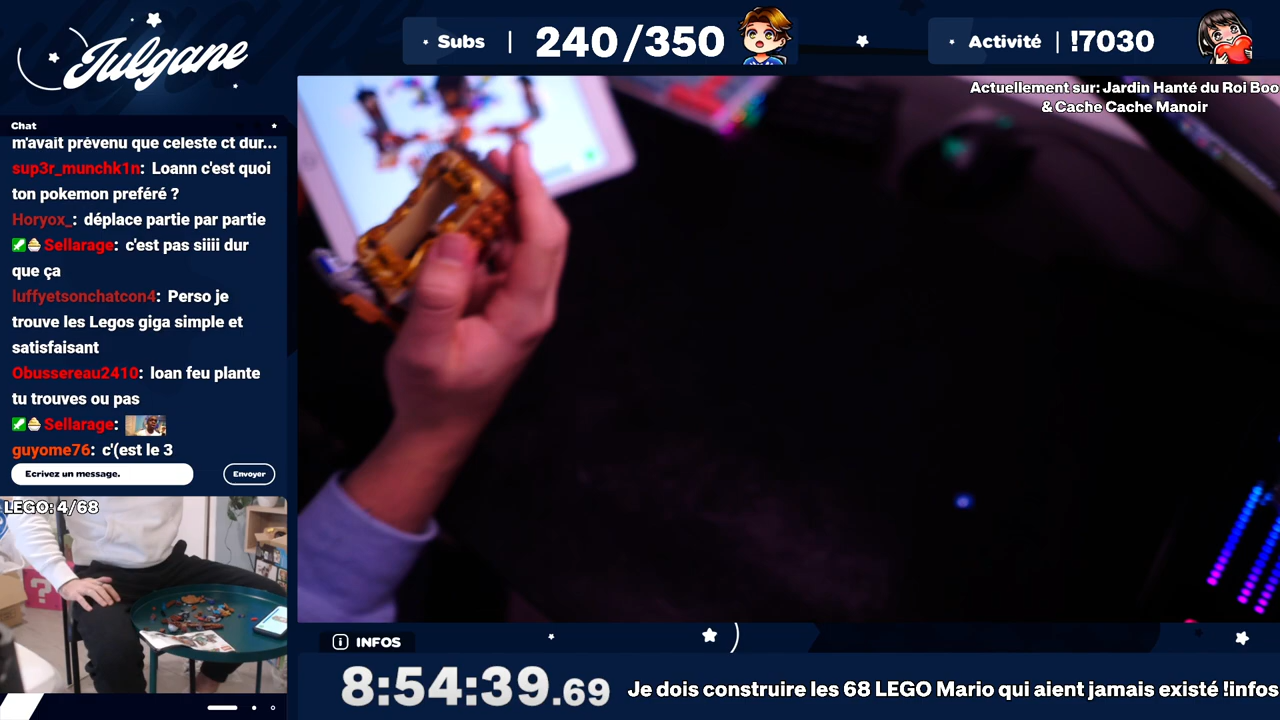 Julgane
Subs | 240/350
Activité | !7030
Actuellement sur: Jardin Hanté du Roi Boo
& Cache Cache Manoir
Chat
m'avait prévenu que celeste ct dur...
sup3r_munchk1n: Loann c'est quoi
ton pokemon preferé ?
Horyox_: déplace partie par partie
Sellarage: c'est pas siiii dur
que ça
luffyetsonchatcon4: Perso je
trouve les Legos giga simple et
satisfaisant
Obussereau2410: loan feu plante
tu trouves ou pas
Sellarage:
guyome76: c'(est le 3
Ecrivez un message.
Envoyer
LEGO: 4/68
?
INFOS
8:54:39.69
Je dois construire les 68 LEGO Mario qui aient jamais existé !infos